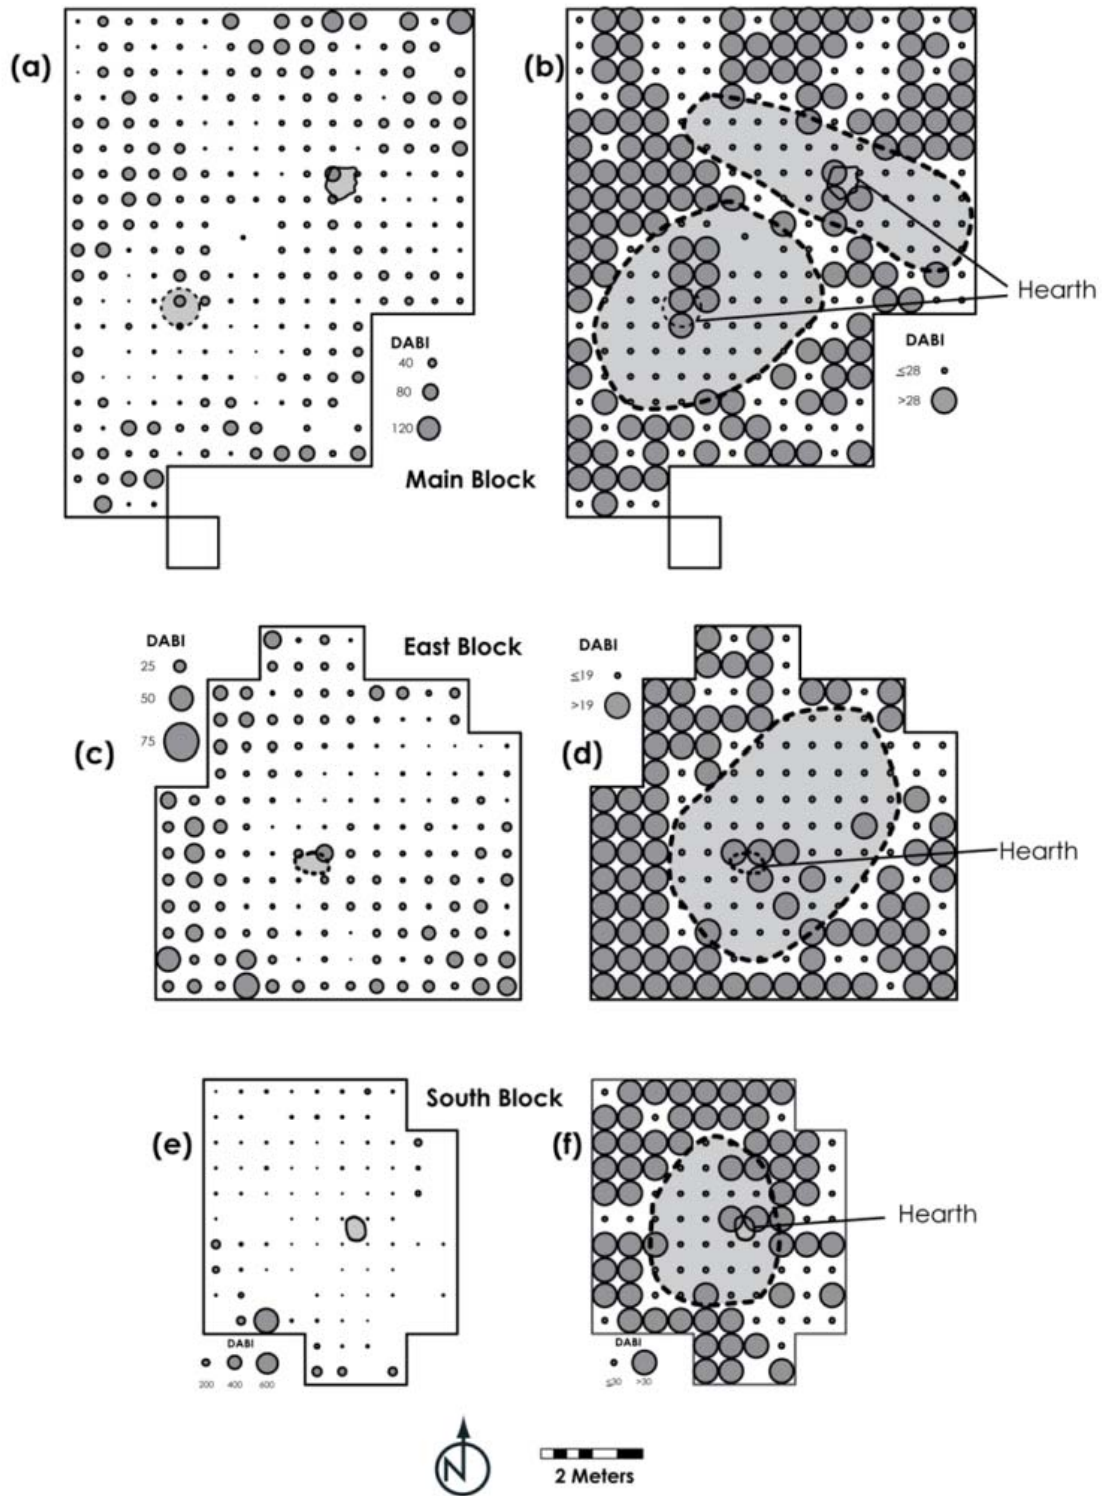 (a)
(b)
Hearth
DABI
40
80
120
DABI
≤28
>28
Main Block
DABI
25
50
75
East Block
DABI
≤19
>19
(c)
(d)
Hearth
South Block
(e)
(f)
Hearth
DABI
200 400 600
DABI
≤30 >30
N
2 Meters